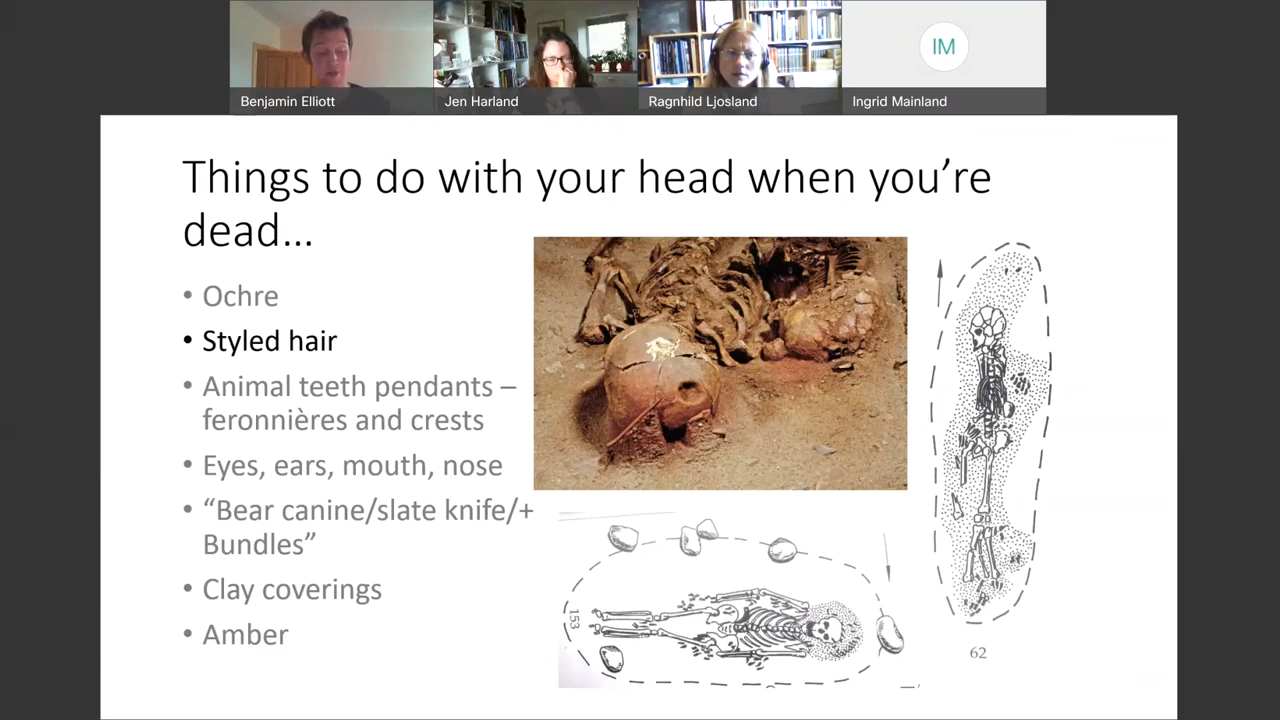 IM
Benjamin Elliott
Jen Harland
Ragnhild Ljosland
Ingrid Mainland
Things to do with your head when you’re
dead…
• Ochre
• Styled hair
• Animal teeth pendants –
feronnières and crests
• Eyes, ears, mouth, nose
• “Bear canine/slate knife/+
Bundles”
• Clay coverings
• Amber
153
62